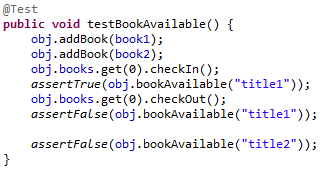 @Test
public void testBookAvailable() {
    obj.addBook(book1);
    obj.addBook(book2);
    obj.books.get(0).checkIn();
    assertTrue(obj.bookAvailable("title1"));
    obj.books.get(0).checkOut();
    assertFalse(obj.bookAvailable("title1"));

    assertFalse(obj.bookAvailable("title2"));
}